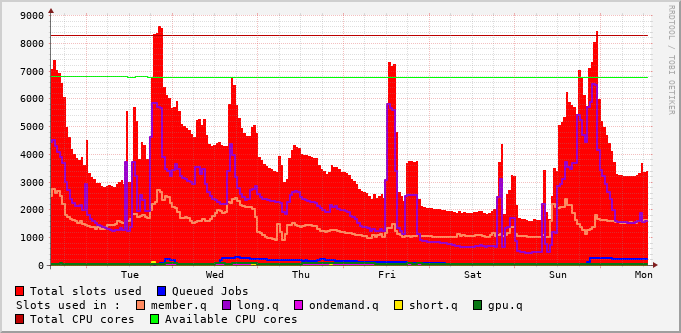 RRDTOOL / TOBI OETIKER
9000
8000
7000
6000
5000
4000
3000
2000
1000
0
Tue Wed Thu Fri Sat Sun Mon
Total slots used Queued Jobs
Slots used in : member.q long.q ondemand.q short.q gpu.q
Total CPU cores Available CPU cores